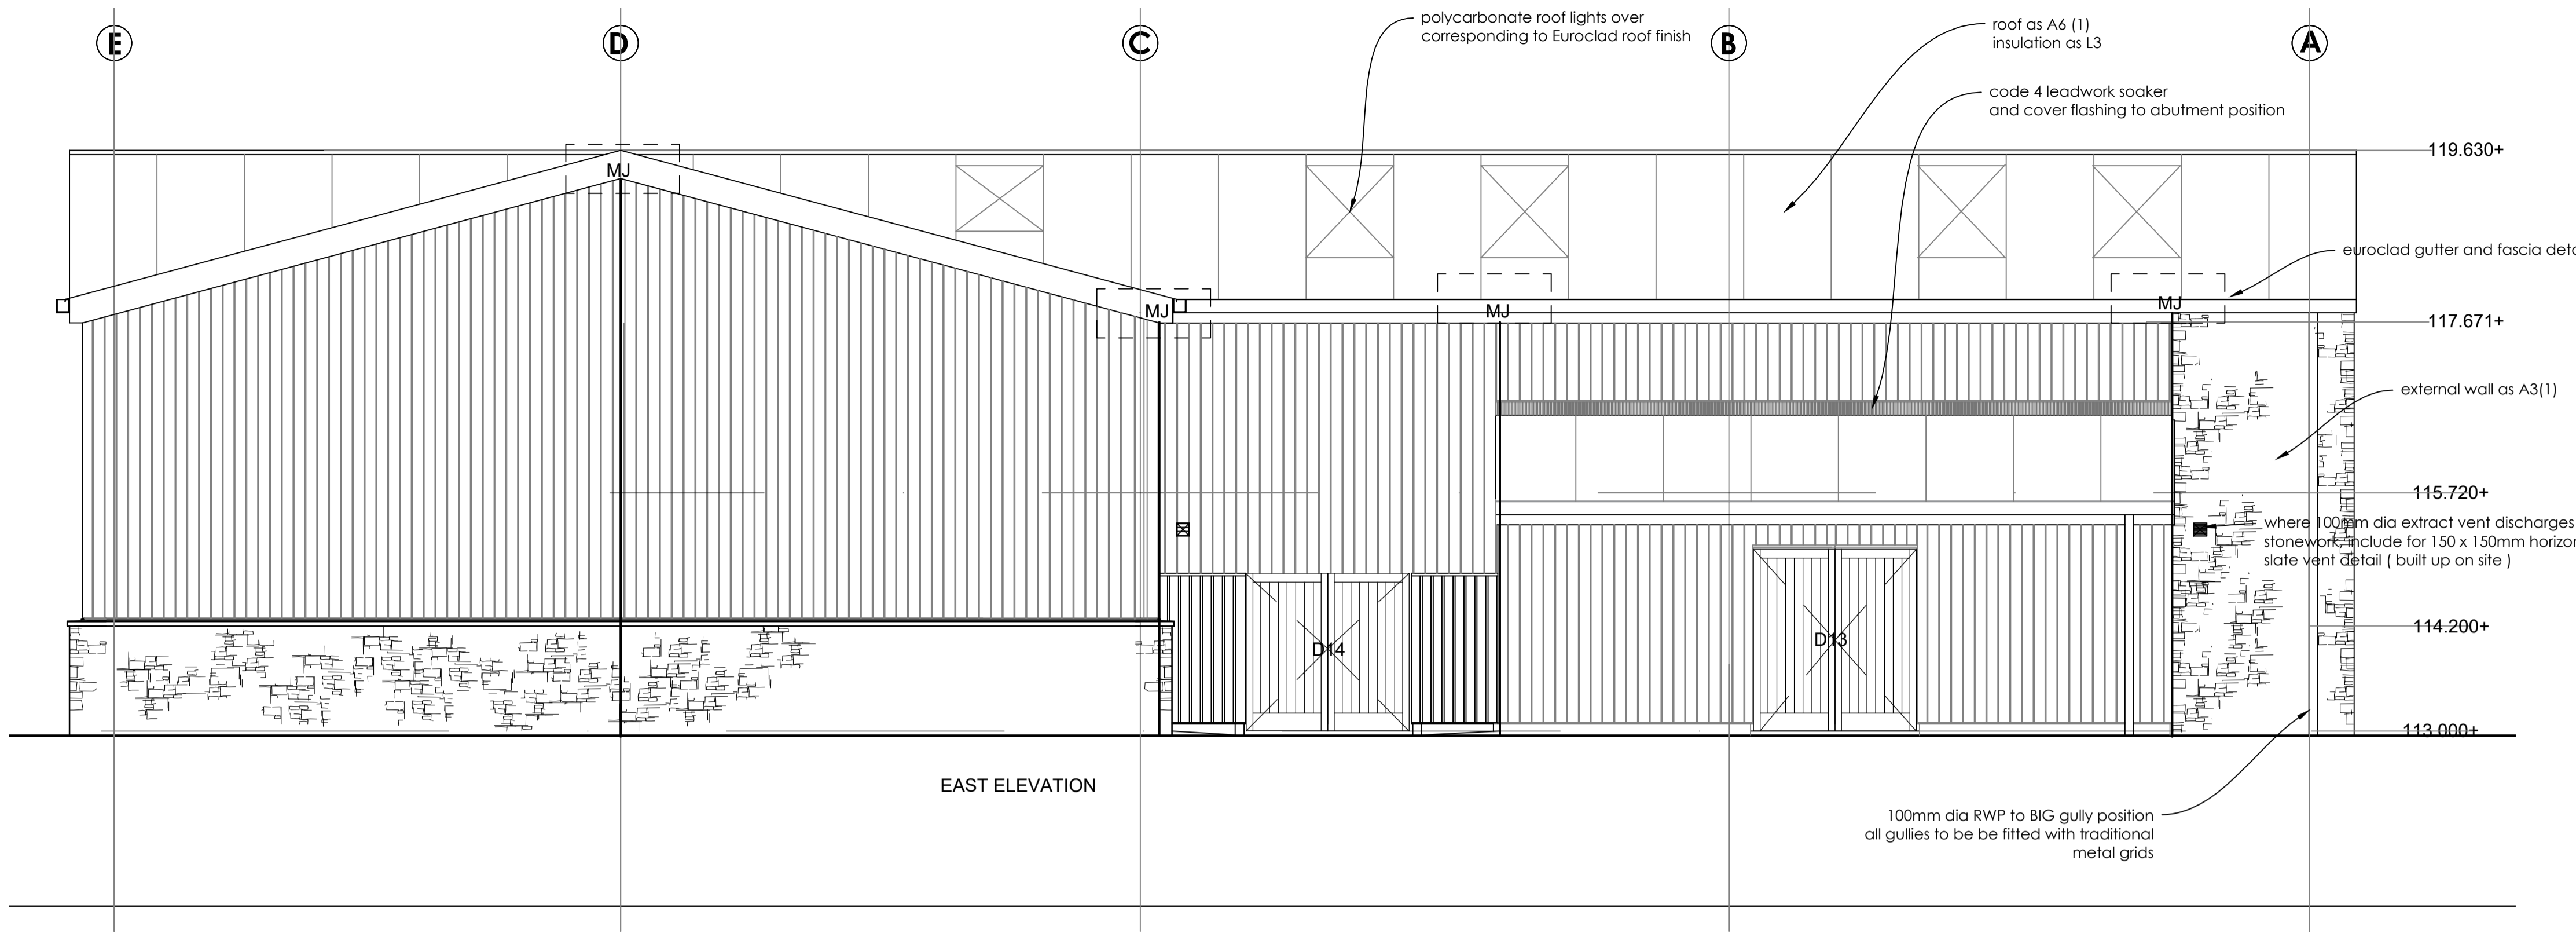 E
D
C
B
A
polycarbonate roof lights over
corresponding to Euroclad roof finish
roof as A6 (1)
insulation as L3
code 4 leadwork soaker
and cover flashing to abutment position
119.630+
MJ
euroclad gutter and fascia
MJ
MJ
MJ
117.671+
external wall as A3(1)
115.720+
where 100mm dia extract vent discharges
stonework, include for 150 x 150mm
slate vent detail ( built up on site )
114.200+
D14
D13
113.000+
EAST ELEVATION
100mm dia RWP to BIG gully position
all gullies to be be fitted with traditional
metal grids